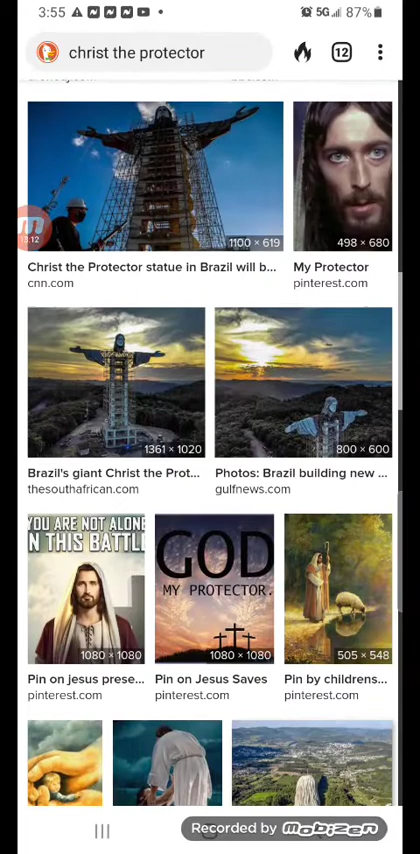 3:55
5G
87%
christ the protector
12
13:12
1100 × 619
498 × 680
Christ the Protector statue in Brazil will b...
My Protector
cnn.com
pinterest.com
1361 × 1020
800 × 600
Brazil's giant Christ the Prot...
Photos: Brazil building new ...
thesouthafrican.com
gulfnews.com
YOU ARE NOT ALONE
IN THIS BATTL
GOD
MY PROTECTOR.
1080 × 1080
1080 × 1080
505 × 548
Pin on jesus prese...
Pin on Jesus Saves
Pin by childrens...
pinterest.com
pinterest.com
pinterest.com
Recorded by mobizen